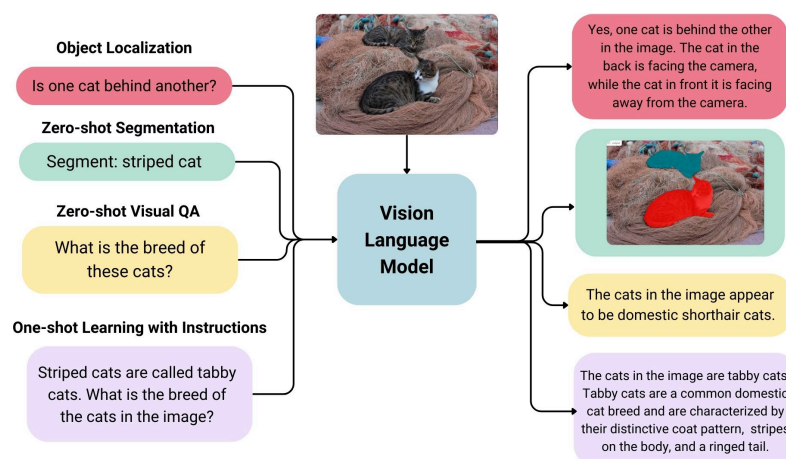 Object Localization
Is one cat behind another?
Zero-shot Segmentation
Segment: striped cat
Zero-shot Visual QA
What is the breed of
these cats?
One-shot Learning with Instructions
Striped cats are called tabby
cats. What is the breed of
the cats in the image?
Vision
Language
Model
Yes, one cat is behind the other
in the image. The cat in the
back is facing the camera,
while the cat in front it is facing
away from the camera.
The cats in the image appear
to be domestic shorthair cats.
The cats in the image are tabby cats
Tabby cats are a common domestic
cat breed and are characterized by
their distinctive coat pattern, stripes
on the body, and a ringed tail.